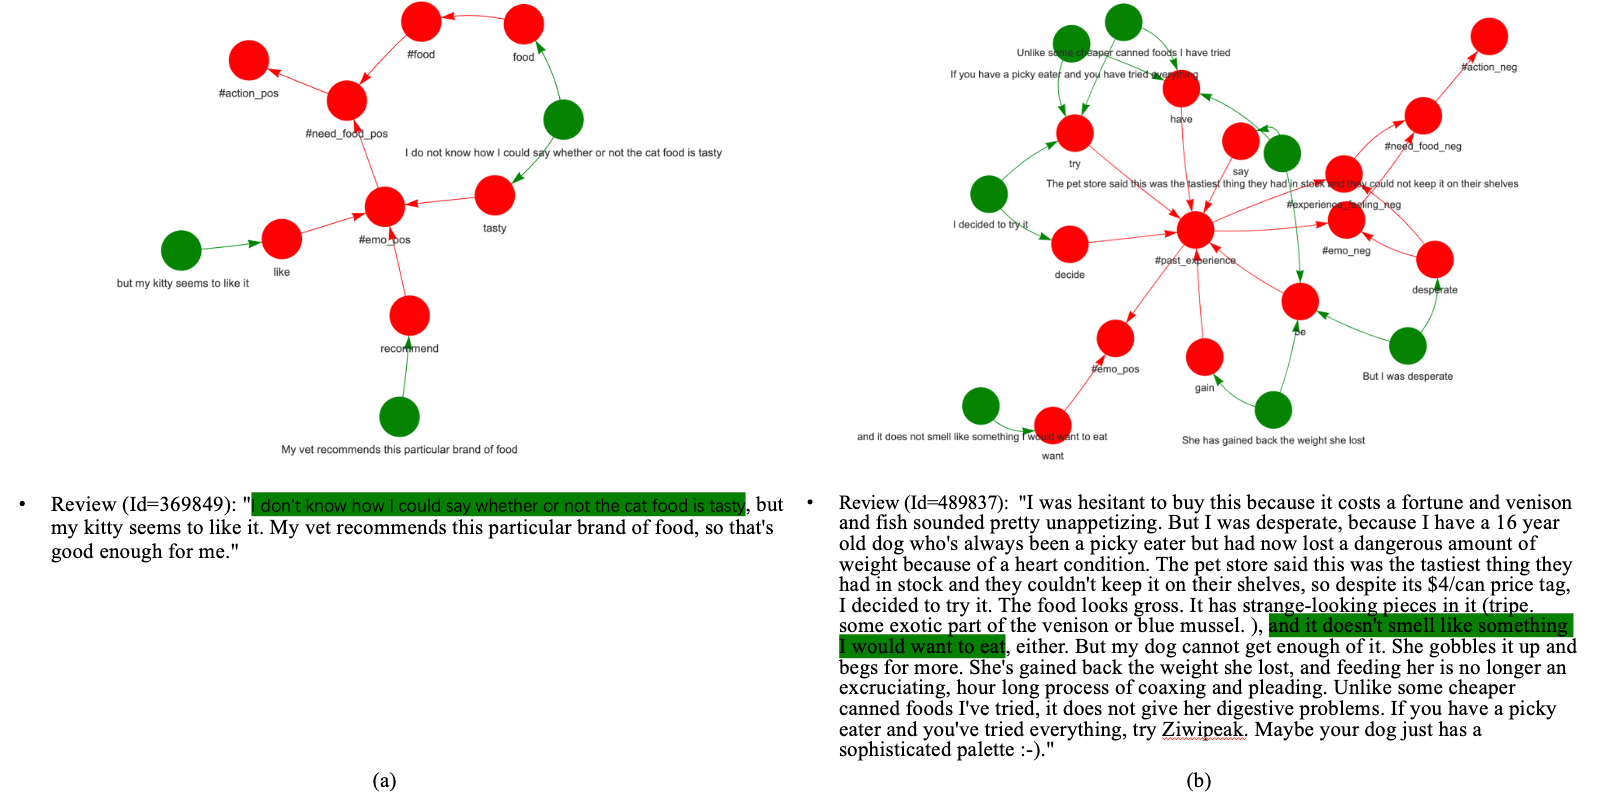 #food
food
#action_pos
#need_food_pos
I do not know how I could say whether or not the cat food is tasty
tasty
#emo_pos
like
but my kitty seems to like it
recommend
My vet recommends this particular brand of food
• Review (Id=369849): "I don't know how I could say whether or not the cat food is tasty, but
my kitty seems to like it. My vet recommends this particular brand of food, so that's
good enough for me."
(a)
Unlike some cheaper canned foods I have tried
#action_neg
If you have a picky eater and you have tried everything
have
#need_food_neg
try
say
The pet store said this was the tastiest thing they had in stock and they could not keep it on their shelves
#experience_feeling_neg
I decided to try it
#emo_neg
#past_experience
decide
desperate
be
#emo_pos
But I was desperate
gain
and it does not smell like something I would want to eat
She has gained back the weight she lost
want
• Review (Id=489837): "I was hesitant to buy this because it costs a fortune and venison
and fish sounded pretty unappetizing. But I was desperate, because I have a 16 year
old dog who's always been a picky eater but had now lost a dangerous amount of
weight because of a heart condition. The pet store said this was the tastiest thing they
had in stock and they couldn't keep it on their shelves, so despite its $4/can price tag,
I decided to try it. The food looks gross. It has strange-looking pieces in it (tripe.
some exotic part of the venison or blue mussel. ), and it doesn't smell like something
I would want to eat, either. But my dog cannot get enough of it. She gobbles it up and
begs for more. She's gained back the weight she lost, and feeding her is no longer an
excruciating, hour long process of coaxing and pleading. Unlike some cheaper
canned foods I've tried, it does not give her digestive problems. If you have a picky
eater and you've tried everything, try Ziwipeak. Maybe your dog just has a
sophisticated palette :-)."
(b)